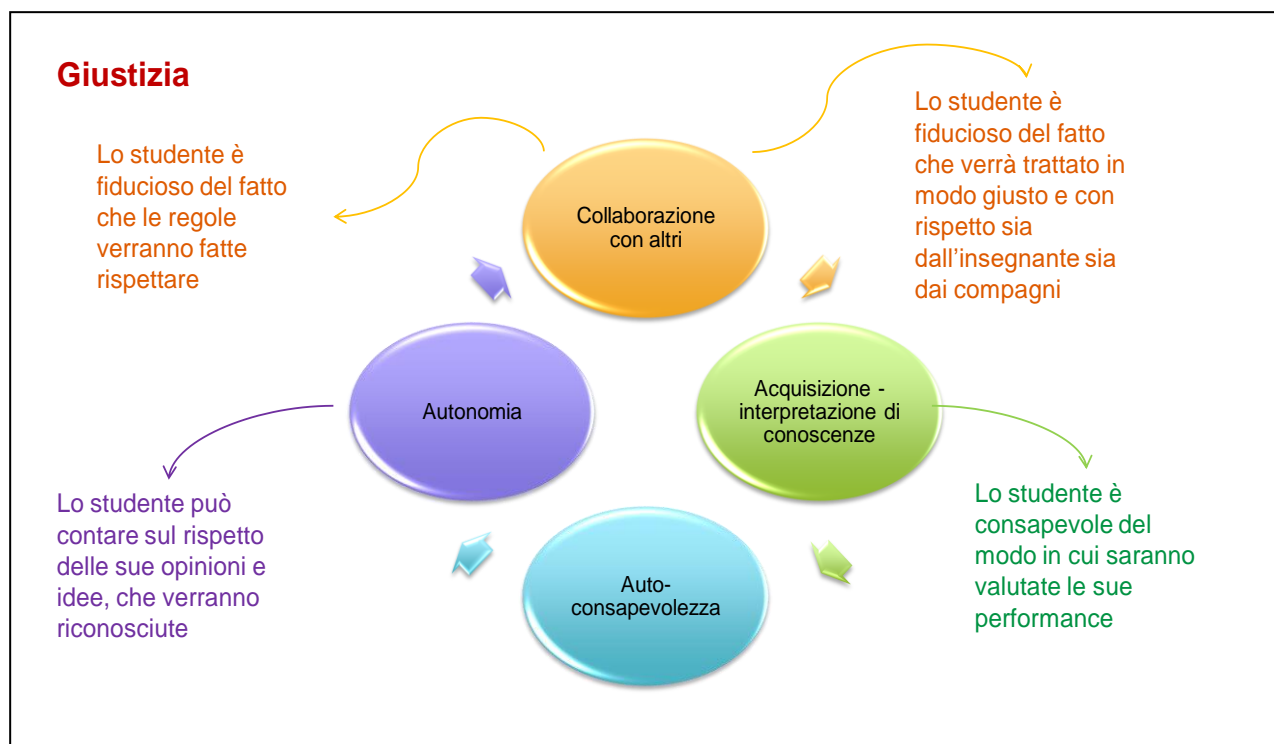 Giustizia
Lo studente è
fiducioso del fatto
che le regole
verranno fatte
rispettare
Collaborazione
con altri
Lo studente è
fiducioso del fatto
che verrà trattato in
modo giusto e con
rispetto sia
dall’insegnante sia
dai compagni
Autonomia
Acquisizione -
interpretazione di
conoscenze
Lo studente può
contare sul rispetto
delle sue opinioni e
idee, che verranno
riconosciute
Auto-
consapevolezza
Lo studente è
consapevole del
modo in cui saranno
valutate le sue
performance